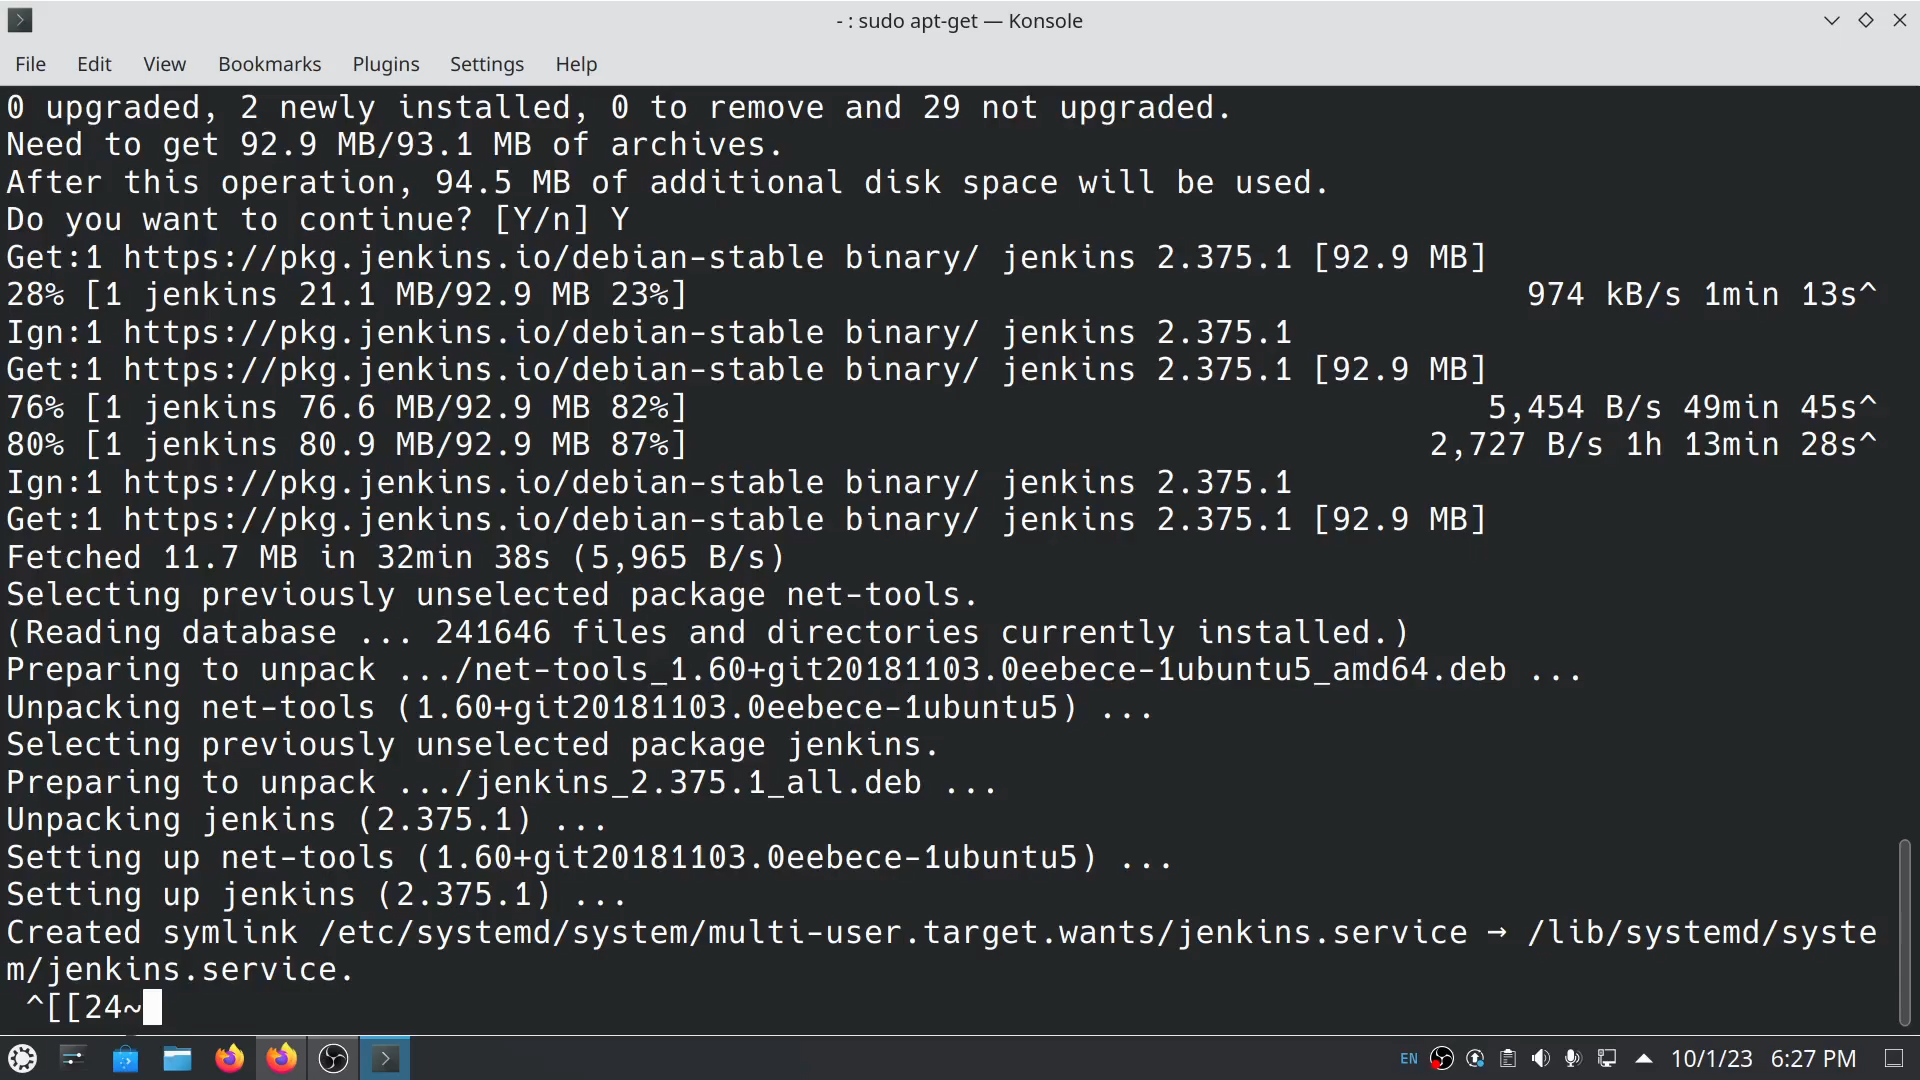 - : sudo apt-get — Konsole
File Edit View Bookmarks Plugins Settings Help
0 upgraded, 2 newly installed, 0 to remove and 29 not upgraded.
Need to get 92.9 MB/93.1 MB of archives.
After this operation, 94.5 MB of additional disk space will be used.
Do you want to continue? [Y/n] Y
Get:1 https://pkg.jenkins.io/debian-stable binary/ jenkins 2.375.1 [92.9 MB]
28% [1 jenkins 21.1 MB/92.9 MB 23%] 974 kB/s 1min 13s^
Ign:1 https://pkg.jenkins.io/debian-stable binary/ jenkins 2.375.1
Get:1 https://pkg.jenkins.io/debian-stable binary/ jenkins 2.375.1 [92.9 MB]
76% [1 jenkins 76.6 MB/92.9 MB 82%] 5,454 B/s 49min 45s^
80% [1 jenkins 80.9 MB/92.9 MB 87%] 2,727 B/s 1h 13min 28s^
Ign:1 https://pkg.jenkins.io/debian-stable binary/ jenkins 2.375.1
Get:1 https://pkg.jenkins.io/debian-stable binary/ jenkins 2.375.1 [92.9 MB]
Fetched 11.7 MB in 32min 38s (5,965 B/s)
Selecting previously unselected package net-tools.
(Reading database ... 241646 files and directories currently installed.)
Preparing to unpack .../net-tools_1.60+git20181103.0eebece-1ubuntu5_amd64.deb ...
Unpacking net-tools (1.60+git20181103.0eebece-1ubuntu5) ...
Selecting previously unselected package jenkins.
Preparing to unpack .../jenkins_2.375.1_all.deb ...
Unpacking jenkins (2.375.1) ...
Setting up net-tools (1.60+git20181103.0eebece-1ubuntu5) ...
Setting up jenkins (2.375.1) ...
Created symlink /etc/systemd/system/multi-user.target.wants/jenkins.service → /lib/systemd/syste
m/jenkins.service.
^[[24~
EN 10/1/23 6:27 PM